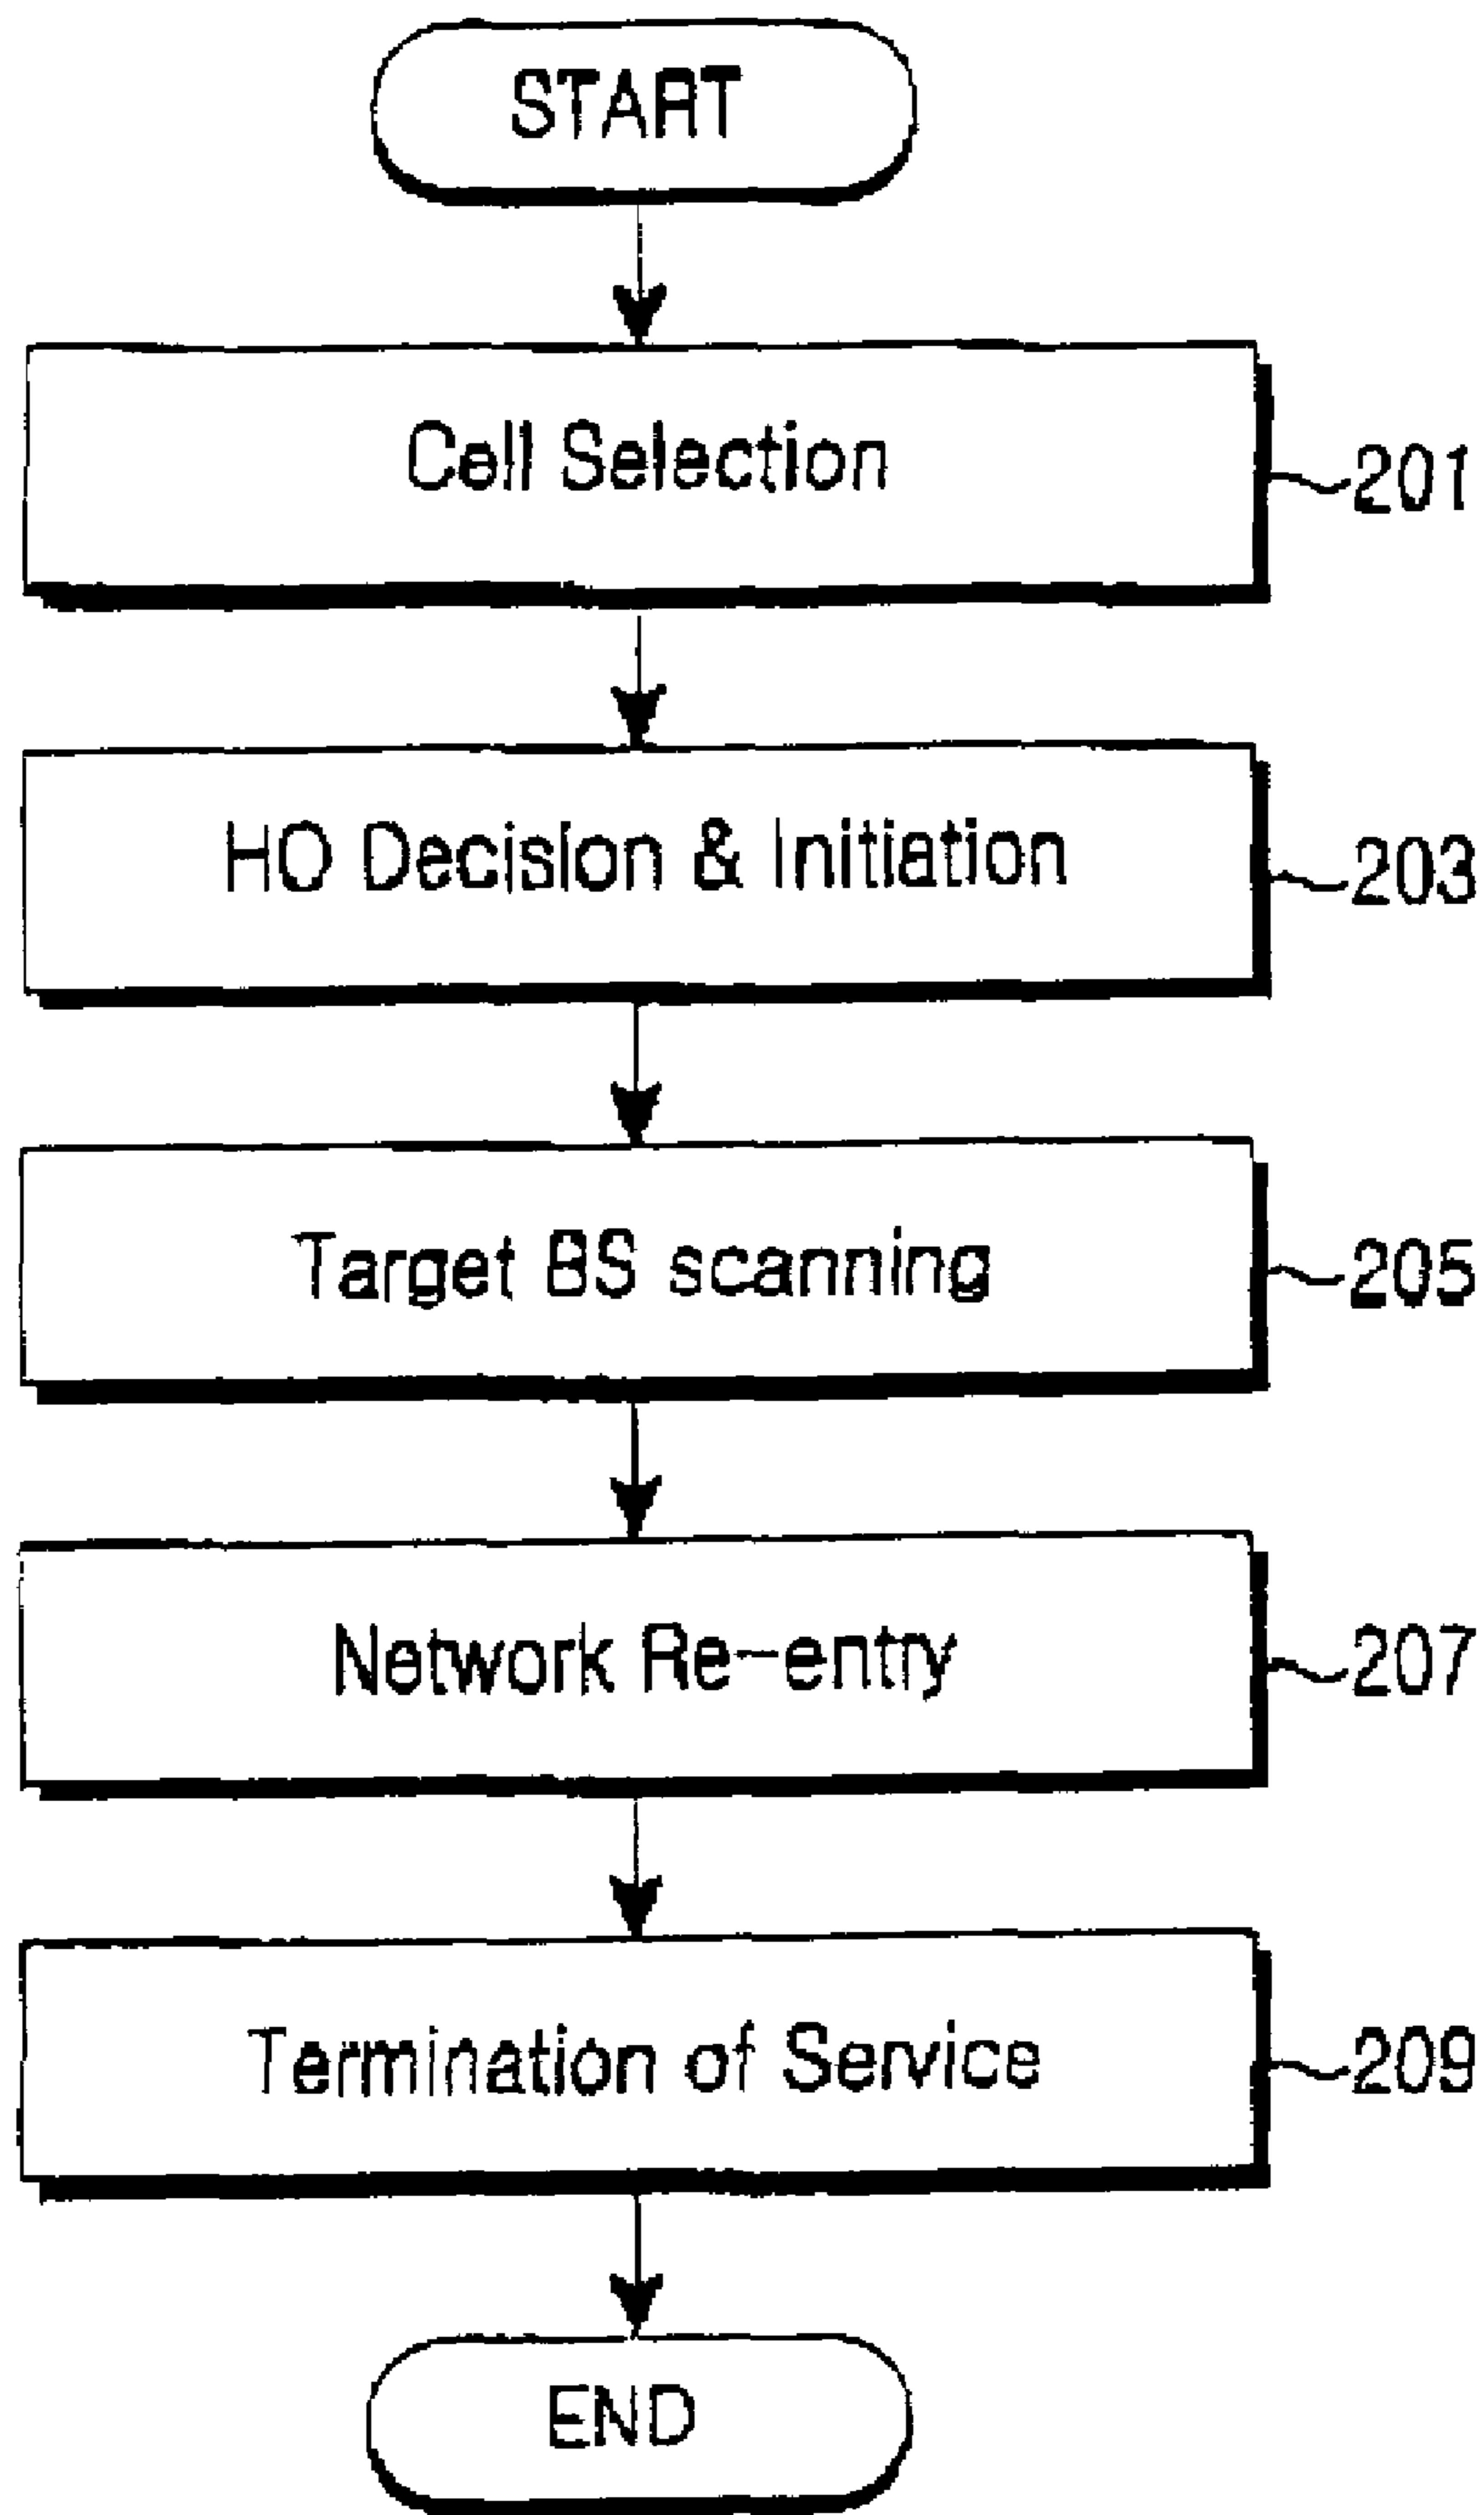 START
Cell Selection
201
HO Decision & Initiation
203
Target BS scanning
205
Network Re-entry
207
Termination of Service
209
END